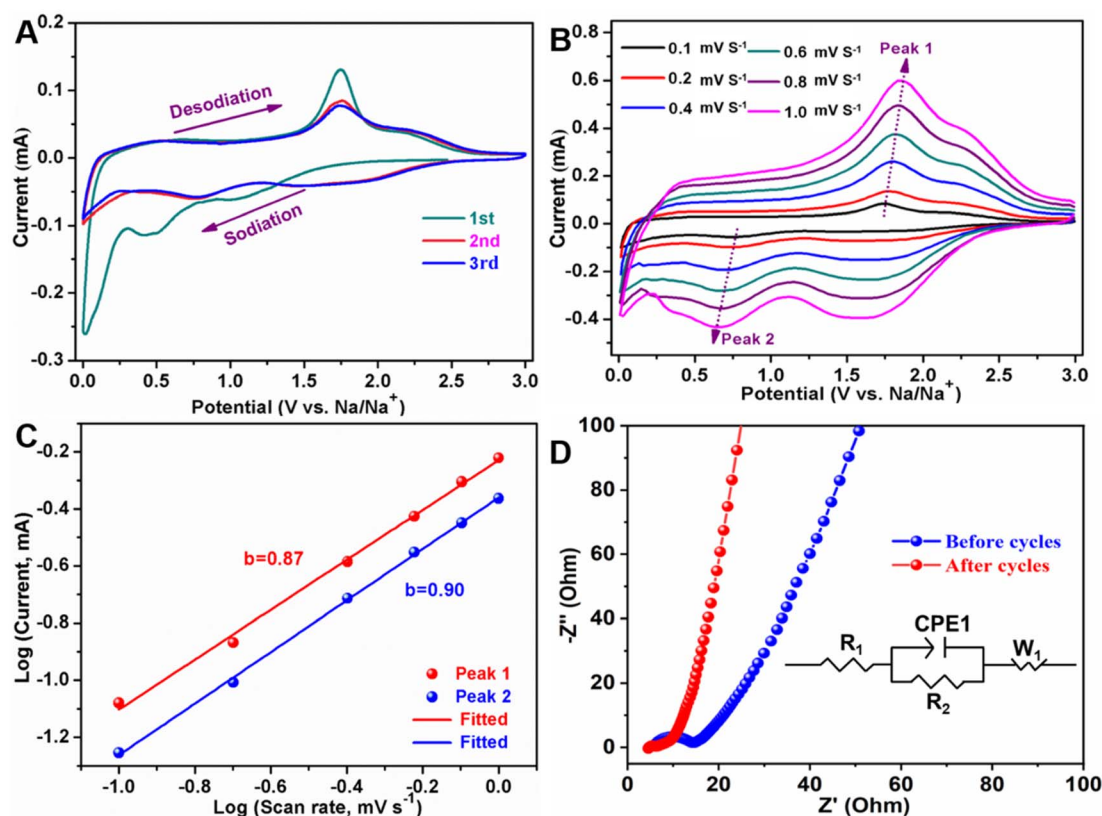 A
0.2
0.1
0.0
-0.1
-0.2
-0.3
Current (mA)
Desodiation
Sodiation
1st
2nd
3rd
0.0 0.5 1.0 1.5 2.0 2.5 3.0
Potential (V vs. Na/Na⁺)
B
0.8
0.6
0.4
0.2
0.0
-0.2
-0.4
Current (mA)
0.1 mV S⁻¹
0.2 mV S⁻¹
0.4 mV S⁻¹
0.6 mV S⁻¹
0.8 mV S⁻¹
1.0 mV S⁻¹
Peak 1
Peak 2
0.0 0.5 1.0 1.5 2.0 2.5 3.0
Potential (V vs. Na/Na⁺)
C
-0.2
-0.4
-0.6
-0.8
-1.0
-1.2
Log (Current, mA)
b=0.87
b=0.90
Peak 1
Peak 2
Fitted
Fitted
-1.0 -0.8 -0.6 -0.4 -0.2 0.0
Log (Scan rate, mV s⁻¹)
D
100
80
60
40
20
0
-Z'' (Ohm)
Before cycles
After cycles
CPE1
R₁
W₁
R₂
0 20 40 60 80 100
Z' (Ohm)